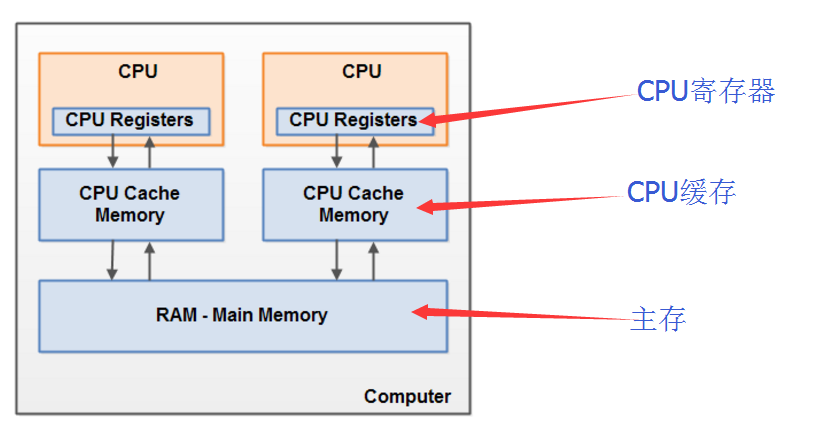 CPU
CPU
CPU Registers
CPU Registers
CPU寄存器
CPU Cache
Memory
CPU Cache
Memory
CPU缓存
RAM - Main Memory
主存
Computer